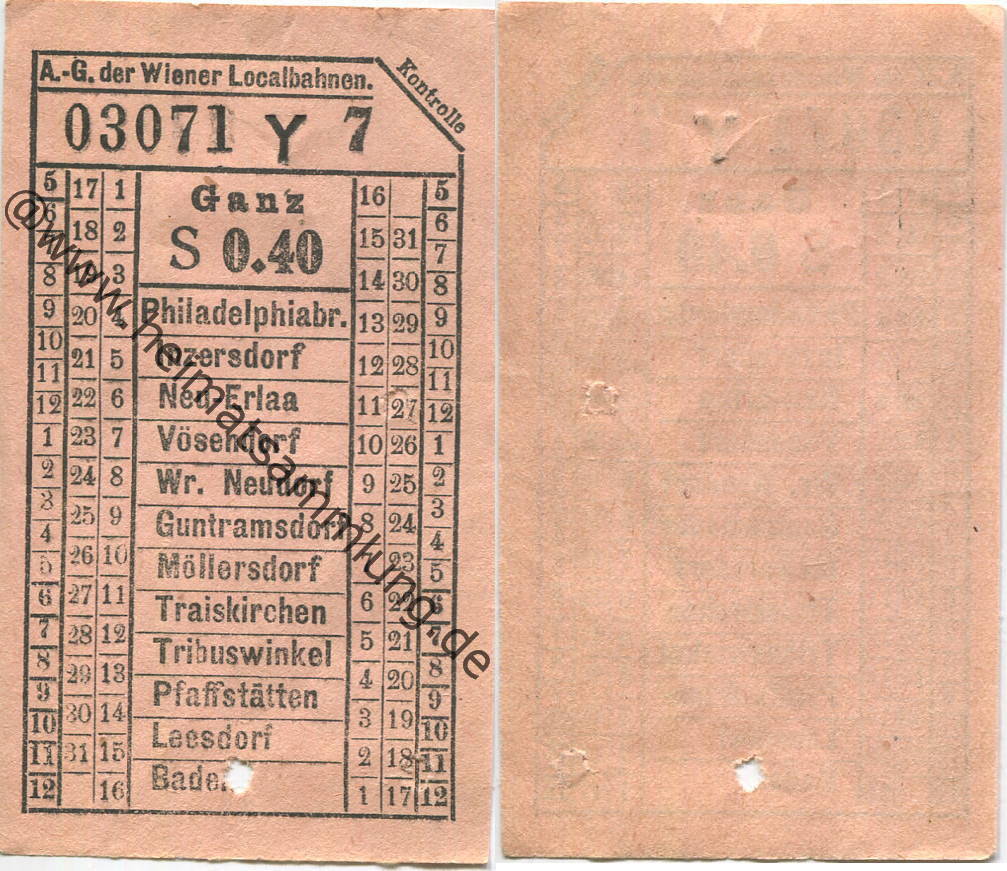 A.-G. der Wiener Localbahnen.
Kontrolle
03071 Y 7
Ganz
S 0.40
Philadelphiabr.
Inzersdorf
Neu Erlaa
Vösendorf
Wr. Neudorf
Guntramsdorf
Möllersdorf
Traiskirchen
Tribuswinkel
Pfaffstätten
Leesdorf
Baden
5 6 7 8 9 10 11 12 1 2 3 4 5 6 7 8 9 10 11 12
17 18 19 20 21 22 23 24 25 26 27 28 29 30 31
1 2 3 4 5 6 7 8 9 10 11 12 13 14 15 16
16 15 14 13 12 11 10 9 8 7 6 5 4 3 2 1
31 30 29 28 27 26 25 24 23 22 21 20 19 18 17
5 6 7 8 9 10 11 12 1 2 3 4 5 6 7 8 9 10 11 12
@www.heimatsammlung.de